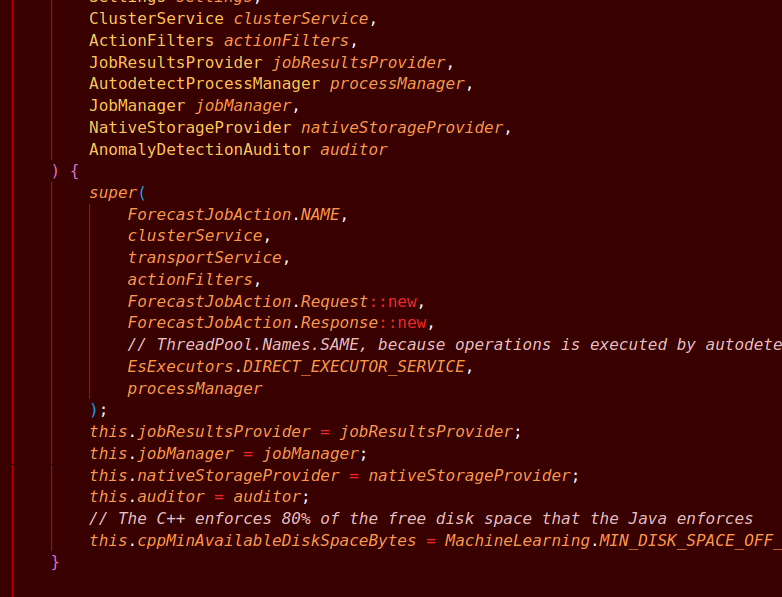 ClusterService clusterService,
ActionFilters actionFilters,
JobResultsProvider jobResultsProvider,
AutodetectProcessManager processManager,
JobManager jobManager,
NativeStorageProvider nativeStorageProvider,
AnomalyDetectionAuditor auditor
) {
super(
ForecastJobAction.NAME,
clusterService,
transportService,
actionFilters,
ForecastJobAction.Request::new,
ForecastJobAction.Response::new,
// ThreadPool.Names.SAME, because operations is executed by autodete
EsExecutors.DIRECT_EXECUTOR_SERVICE,
processManager
);
this.jobResultsProvider = jobResultsProvider;
this.jobManager = jobManager;
this.nativeStorageProvider = nativeStorageProvider;
this.auditor = auditor;
// The C++ enforces 80% of the free disk space that the Java enforces
this.cppMinAvailableDiskSpaceBytes = MachineLearning.MIN_DISK_SPACE_OFF_
}